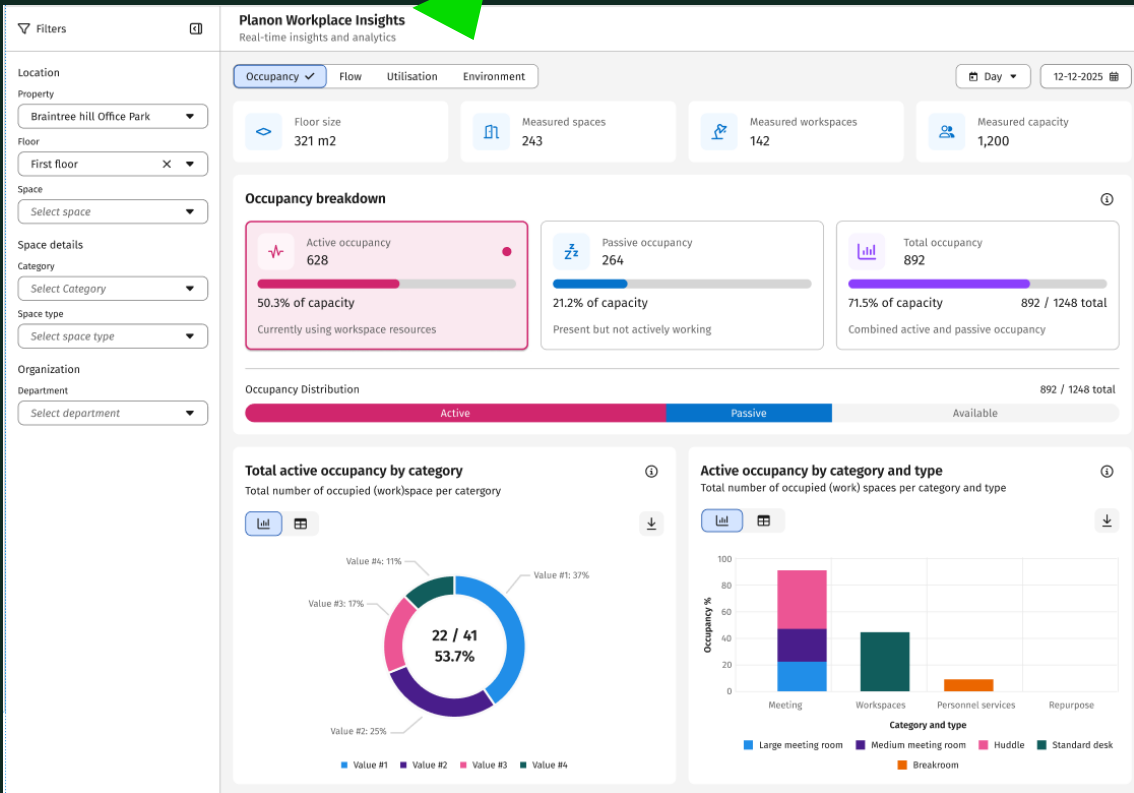 Filters
Planon Workplace Insights
Real-time insights and analytics
Location
Property
Braintree hill Office Park
Floor
First floor
Space
Select space
Space details
Category
Select Category
Space type
Select space type
Organization
Department
Select department
Occupancy
Flow
Utilisation
Environment
Day
12-12-2025
Floor size
321 m2
Measured spaces
243
Measured workspaces
142
Measured capacity
1,200
Occupancy breakdown
Active occupancy
628
50.3% of capacity
Currently using workspace resources
Passive occupancy
264
21.2% of capacity
Present but not actively working
Total occupancy
892
71.5% of capacity
892 / 1248 total
Combined active and passive occupancy
Occupancy Distribution
892 / 1248 total
Active
Passive
Available
Total active occupancy by category
Total number of occupied (work)space per catergory
Value #4: 11%
Value #1: 37%
Value #3: 17%
22 / 41
53.7%
Value #2: 25%
Value #1
Value #2
Value #3
Value #4
Active occupancy by category and type
Total number of occupied (work) spaces per category and type
100
80
60
40
20
0
Occupancy %
Meeting
Workspaces
Personnel services
Repurpose
Category and type
Large meeting room
Medium meeting room
Huddle
Standard desk
Breakroom